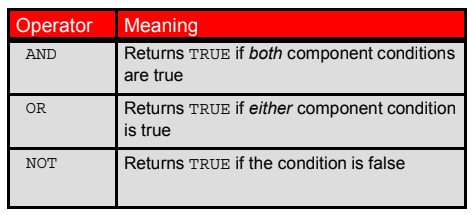 Operator Meaning
AND Returns TRUE if both component conditions
are true
OR Returns TRUE if either component condition
is true
NOT Returns TRUE if the condition is false